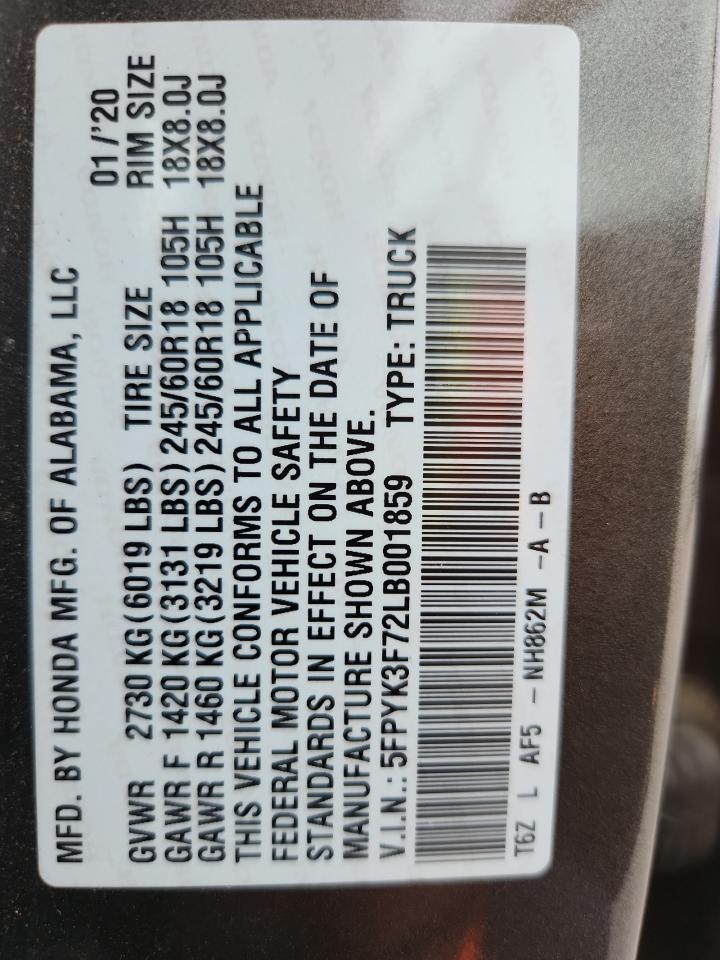 MFD. BY HONDA MFG. OF ALABAMA, LLC
01/'20
GVWR 2730 KG(6019 LBS) TIRE SIZE RIM SIZE
GAWR F 1420 KG(3131 LBS) 245/60R18 105H 18X8.0J
GAWR R 1460 KG(3219 LBS) 245/60R18 105H 18X8.0J
THIS VEHICLE CONFORMS TO ALL APPLICABLE
FEDERAL MOTOR VEHICLE SAFETY
STANDARDS IN EFFECT ON THE DATE OF
MANUFACTURE SHOWN ABOVE.
V.I.N.: 5FPYK3F72LB001859 TYPE: TRUCK
T6Z L AF5 - NH862M -A - B